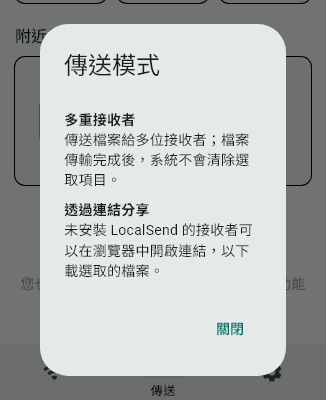 附近
傳送模式
多重接收者
傳送檔案給多位接收者；檔案
傳輸完成後，系統不會清除選
取項目。
透過連結分享
未安裝 LocalSend 的接收者可
以在瀏覽器中開啟連結，以下
載選取的檔案。
關閉
您
功能
傳送